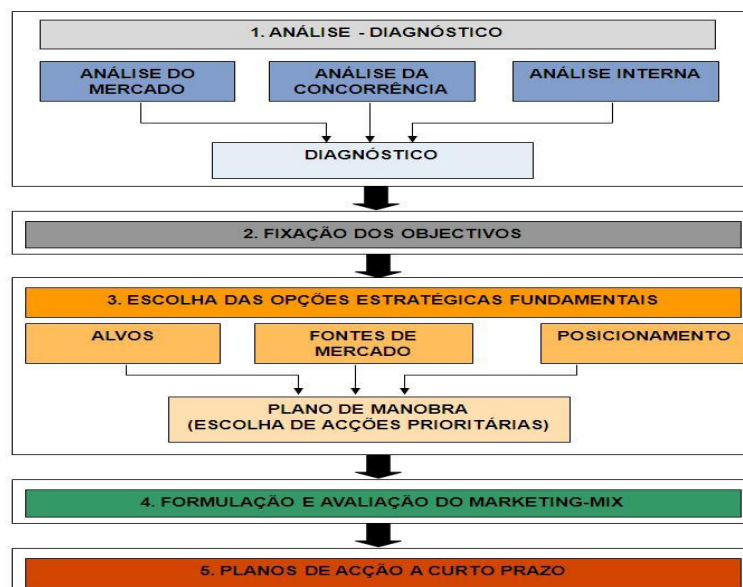 1. ANÁLISE - DIAGNÓSTICO
ANÁLISE DO
MERCADO
ANÁLISE DA
CONCORRÊNCIA
ANÁLISE INTERNA
DIAGNÓSTICO
2. FIXAÇÃO DOS OBJECTIVOS
3. ESCOLHA DAS OPÇÕES ESTRATÉGICAS FUNDAMENTAIS
ALVOS
FONTES DE
MERCADO
POSICIONAMENTO
PLANO DE MANOBRA
(ESCOLHA DE ACÇÕES PRIORITÁRIAS)
4. FORMULAÇÃO E AVALIAÇÃO DO MARKETING-MIX
5. PLANOS DE ACÇÃO A CURTO PRAZO